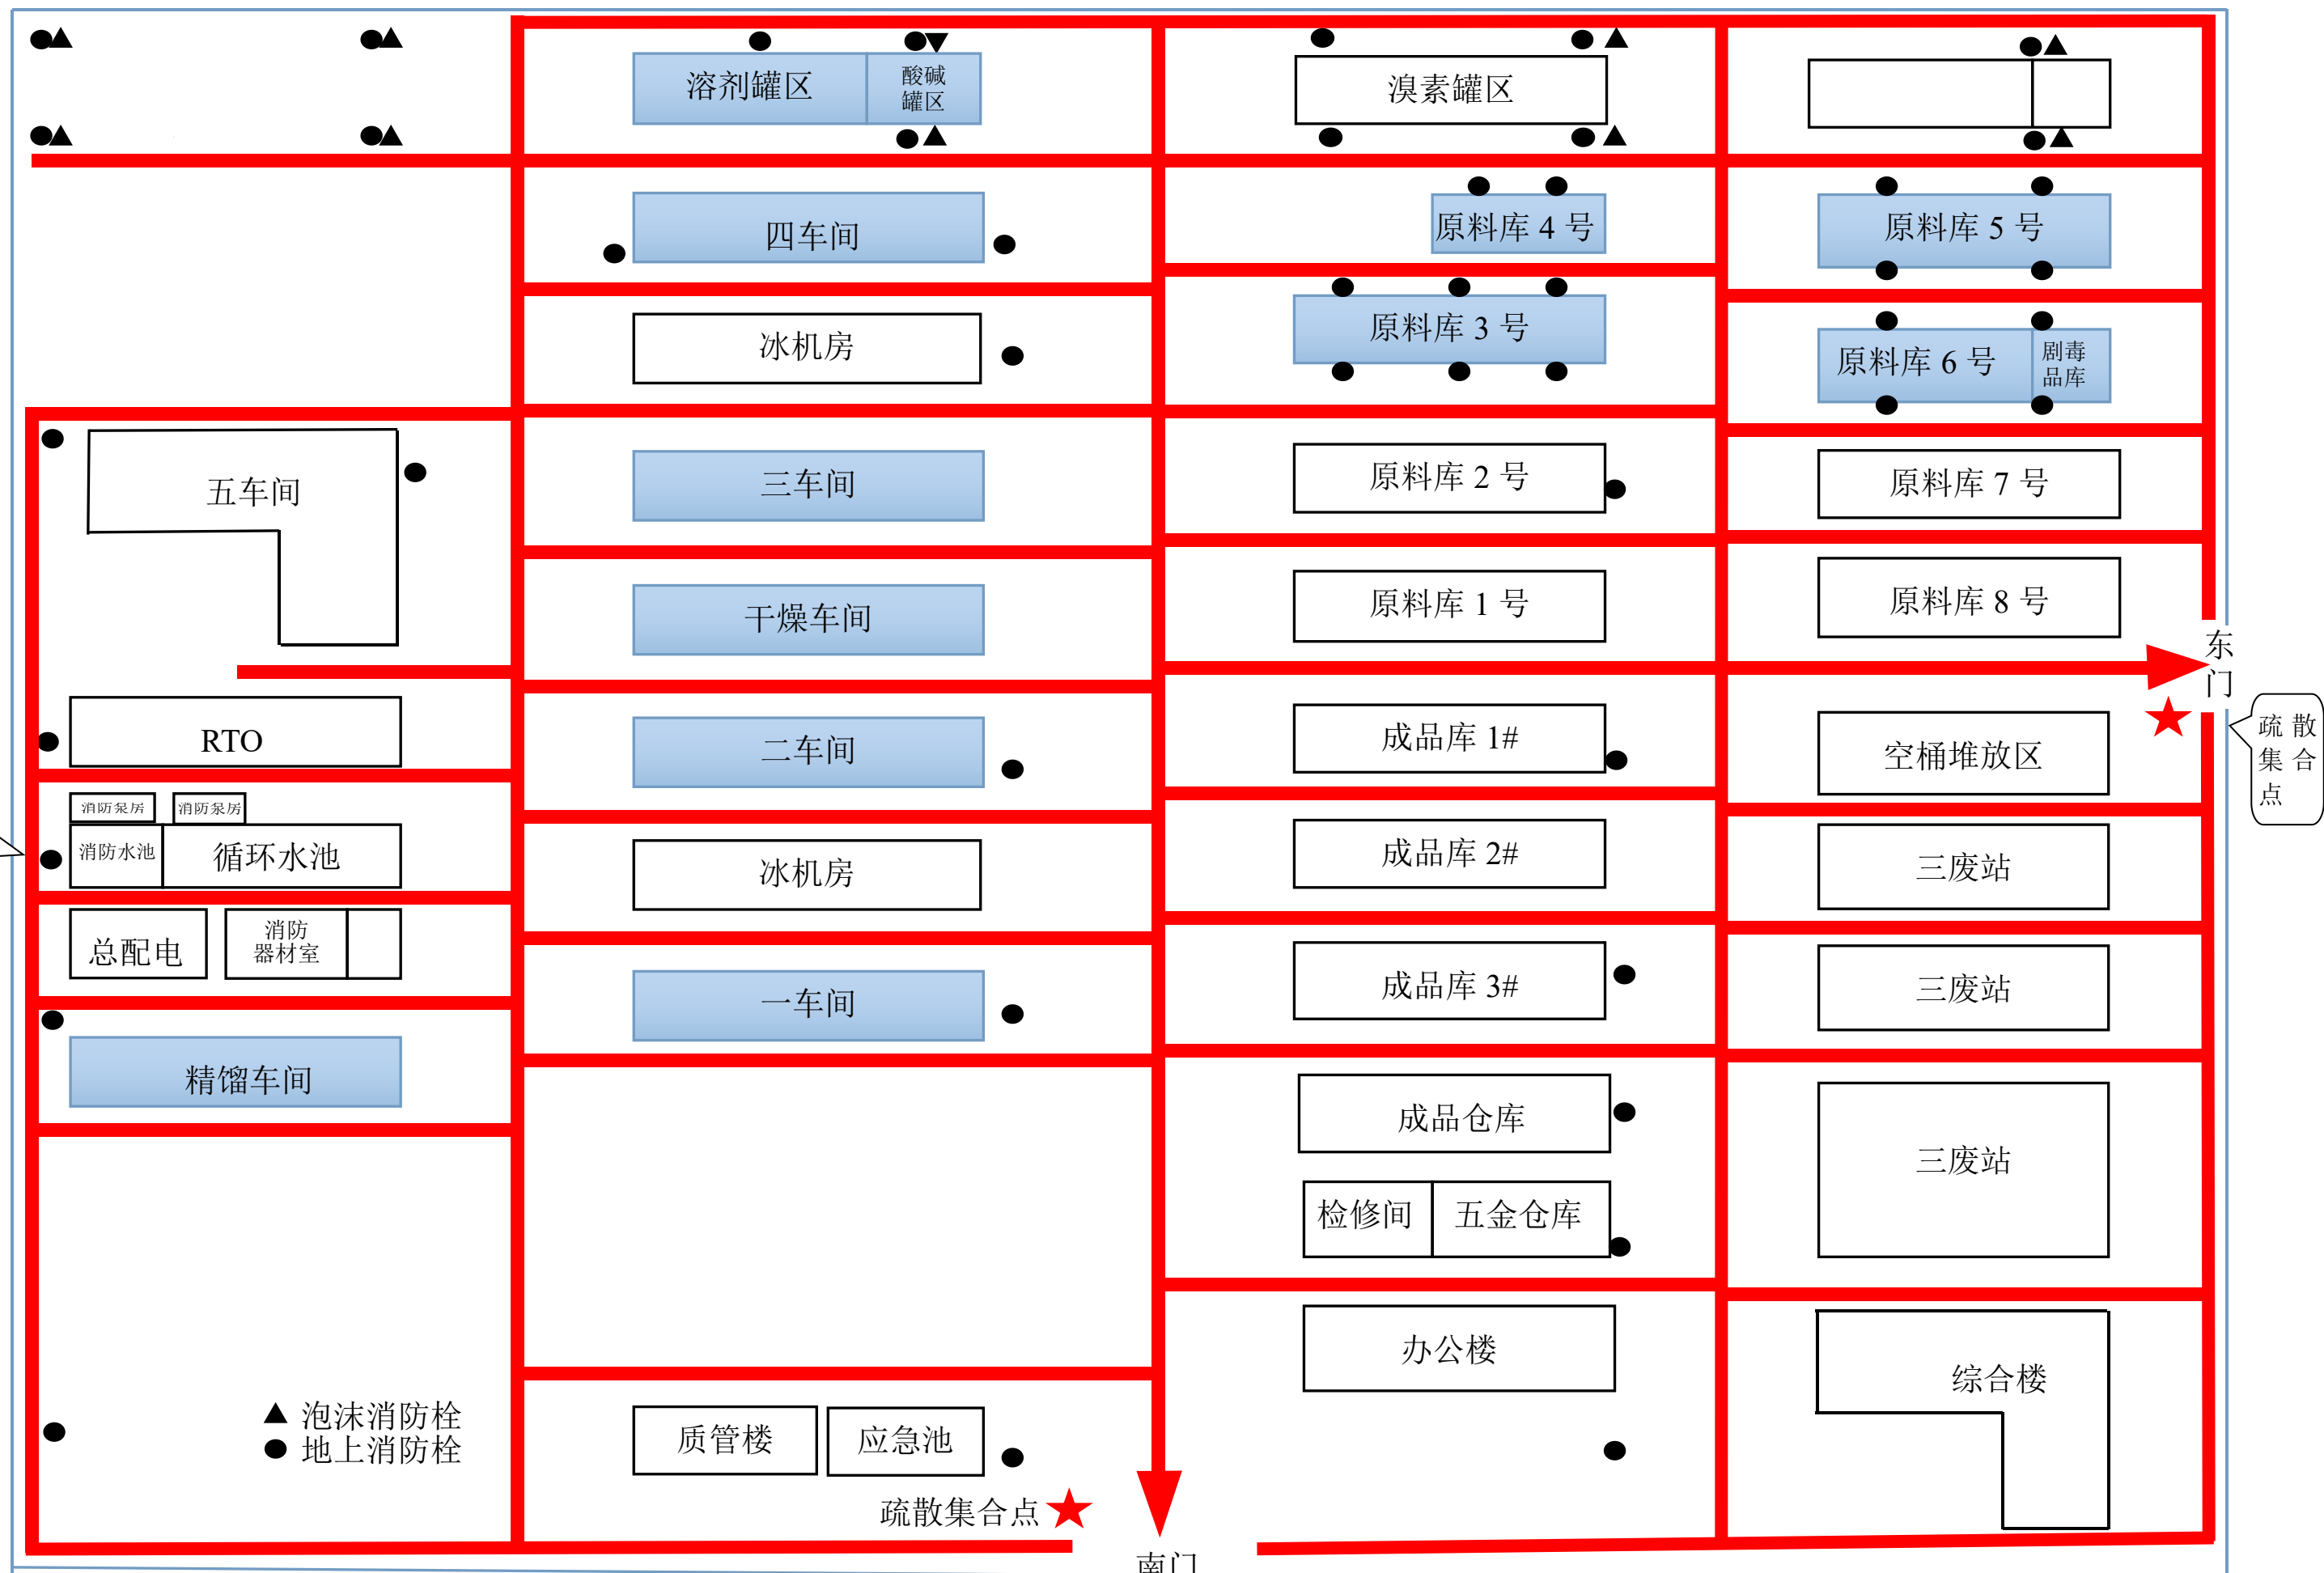 溶剂罐区
酸碱
罐区
溴素罐区
四车间
原料库 4 号
原料库 5 号
冰机房
原料库 3 号
原料库 6 号
剧毒
品库
五车间
三车间
原料库 2 号
原料库 7 号
干燥车间
原料库 1 号
原料库 8 号
东
门
RTO
二车间
成品库 1#
空桶堆放区
疏散
集合
点
消防泵房
消防泵房
消防水池
循环水池
冰机房
成品库 2#
三废站
总配电
消防
器材室
一车间
成品库 3#
三废站
精馏车间
成品仓库
三废站
检修间
五金仓库
办公楼
综合楼
泡沫消防栓
地上消防栓
质管楼
应急池
疏散集合点
南门